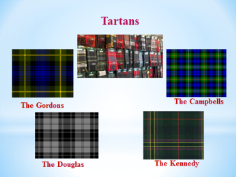 Tartans
The Gordons
The Campbells
The Douglas
The Kennedy